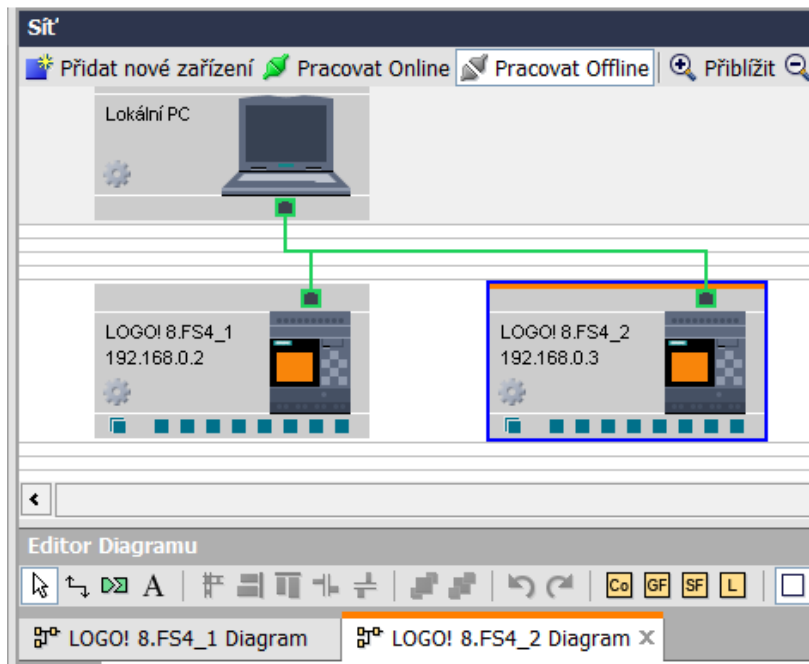 Síť
Přidat nové zařízení Pracovat Online Pracovat Offline Přiblížit
Lokální PC
LOGO! 8.FS4_1
192.168.0.2
LOGO! 8.FS4_2
192.168.0.3
Editor Diagramu
A Co GF SF L
LOGO! 8.FS4_1 Diagram LOGO! 8.FS4_2 Diagram